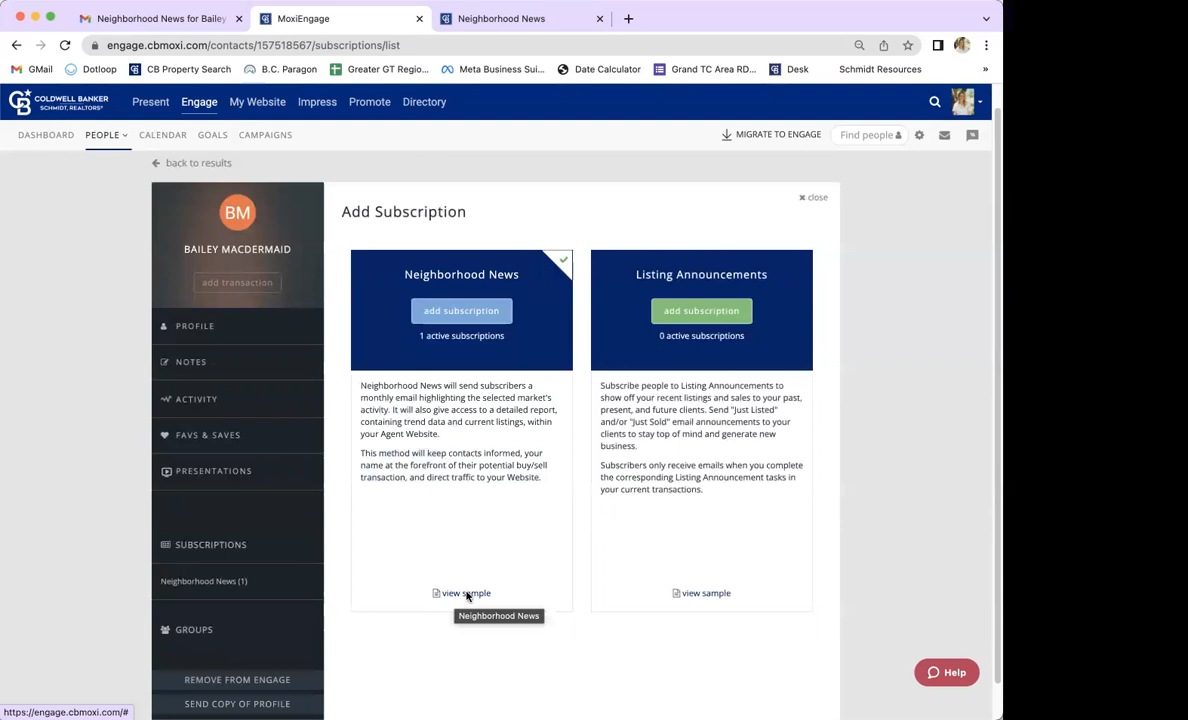 Neighborhood News for Bailey
MoxiEngage
Neighborhood News
engage.cbmoxi.com/contacts/157518567/subscriptions/list
GMail
Dotloop
CB Property Search
B.C. Paragon
Greater GT Regio...
Meta Business Sui...
Date Calculator
Grand TC Area RD...
Desk
Schmidt Resources
»
COLDWELL BANKER
SCHMIDT, REALTORS®
Present
Engage
My Website
Impress
Promote
Directory
DASHBOARD
PEOPLE
CALENDAR
GOALS
CAMPAIGNS
MIGRATE TO ENGAGE
Find people
back to results
BM
BAILEY MACDERMAID
add transaction
PROFILE
NOTES
ACTIVITY
FAVS & SAVES
PRESENTATIONS
SUBSCRIPTIONS
Neighborhood News (1)
GROUPS
REMOVE FROM ENGAGE
SEND COPY OF PROFILE
close
Add Subscription
Neighborhood News
add subscription
1 active subscriptions
Neighborhood News will send subscribers a
monthly email highlighting the selected market's
activity. It will also give access to a detailed report,
containing trend data and current listings, within
your Agent Website.
This method will keep contacts informed, your
name at the forefront of their potential buy/sell
transaction, and direct traffic to your Website.
view sample
Neighborhood News
Listing Announcements
add subscription
0 active subscriptions
Subscribe people to Listing Announcements to
show off your recent listings and sales to your past,
present, and future clients. Send "Just Listed"
and/or "Just Sold" email announcements to your
clients to stay top of mind and generate new
business.
Subscribers only receive emails when you complete
the corresponding Listing Announcement tasks in
your current transactions.
view sample
Help
https://engage.cbmoxi.com/#